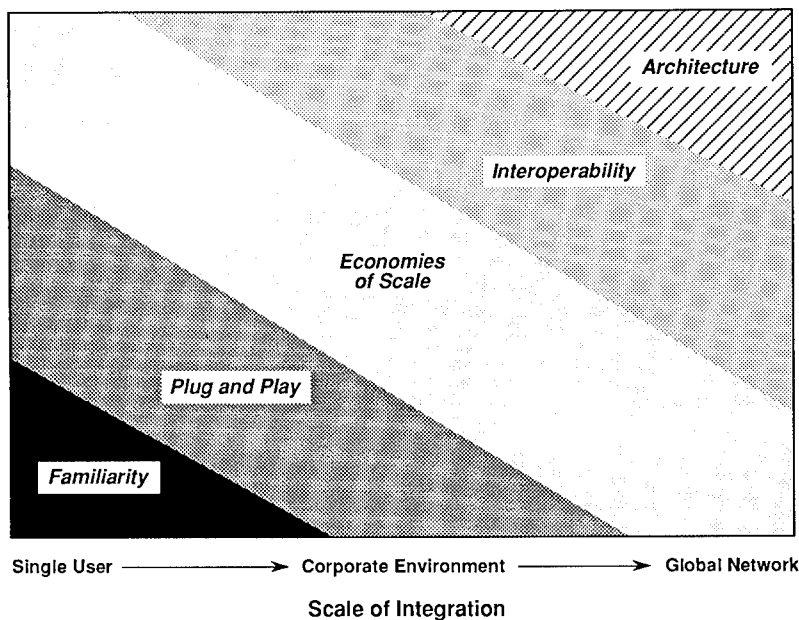 Architecture
Interoperability
Economies
of Scale
Plug and Play
Familiarity
Single User
Corporate Environment
Global Network
Scale of Integration